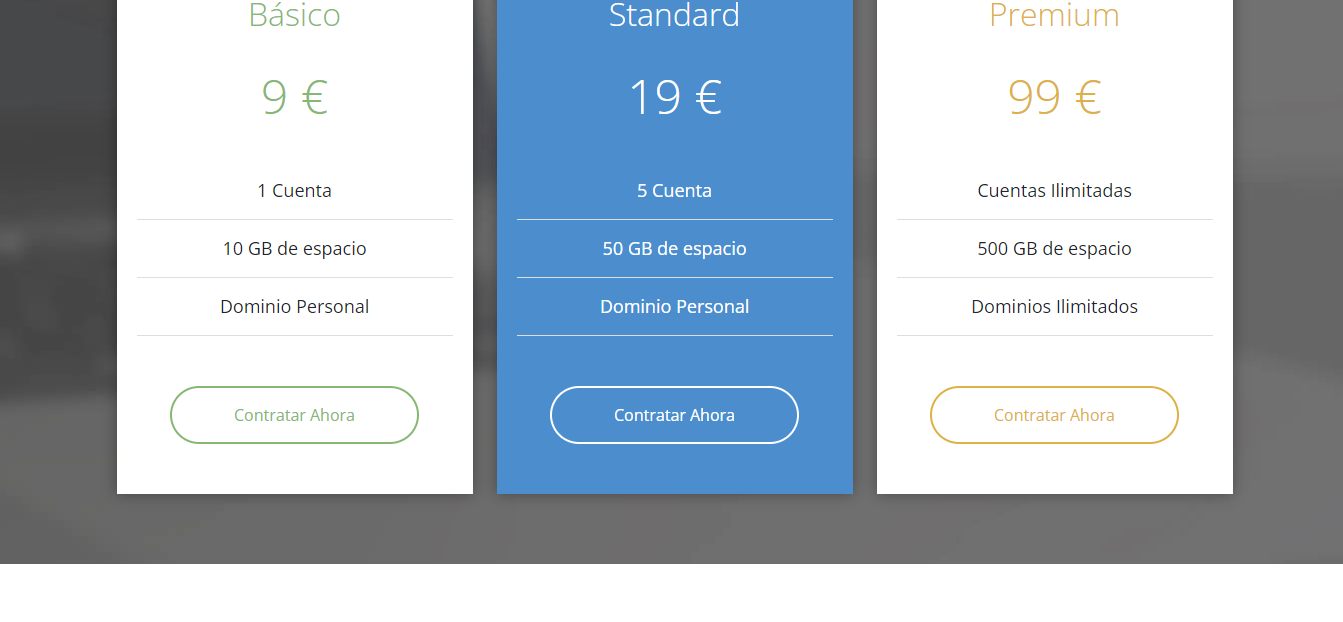 Básico
9 €
1 Cuenta
10 GB de espacio
Dominio Personal
Contratar Ahora
Standard
19 €
5 Cuenta
50 GB de espacio
Dominio Personal
Contratar Ahora
Premium
99 €
Cuentas Ilimitadas
500 GB de espacio
Dominios Ilimitados
Contratar Ahora